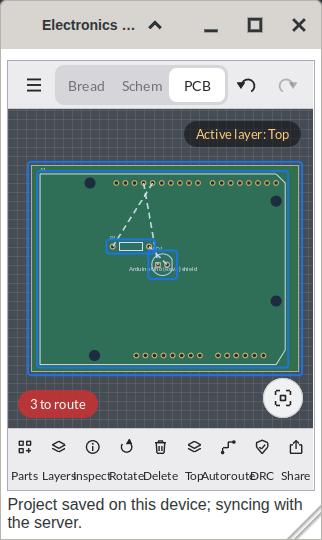 Electronics ...
Bread Schem PCB
Active layer: Top
3 to route
Parts Layers Inspect Rotate Delete Top Autoroute DRC Share
Project saved on this device; syncing with
the server.